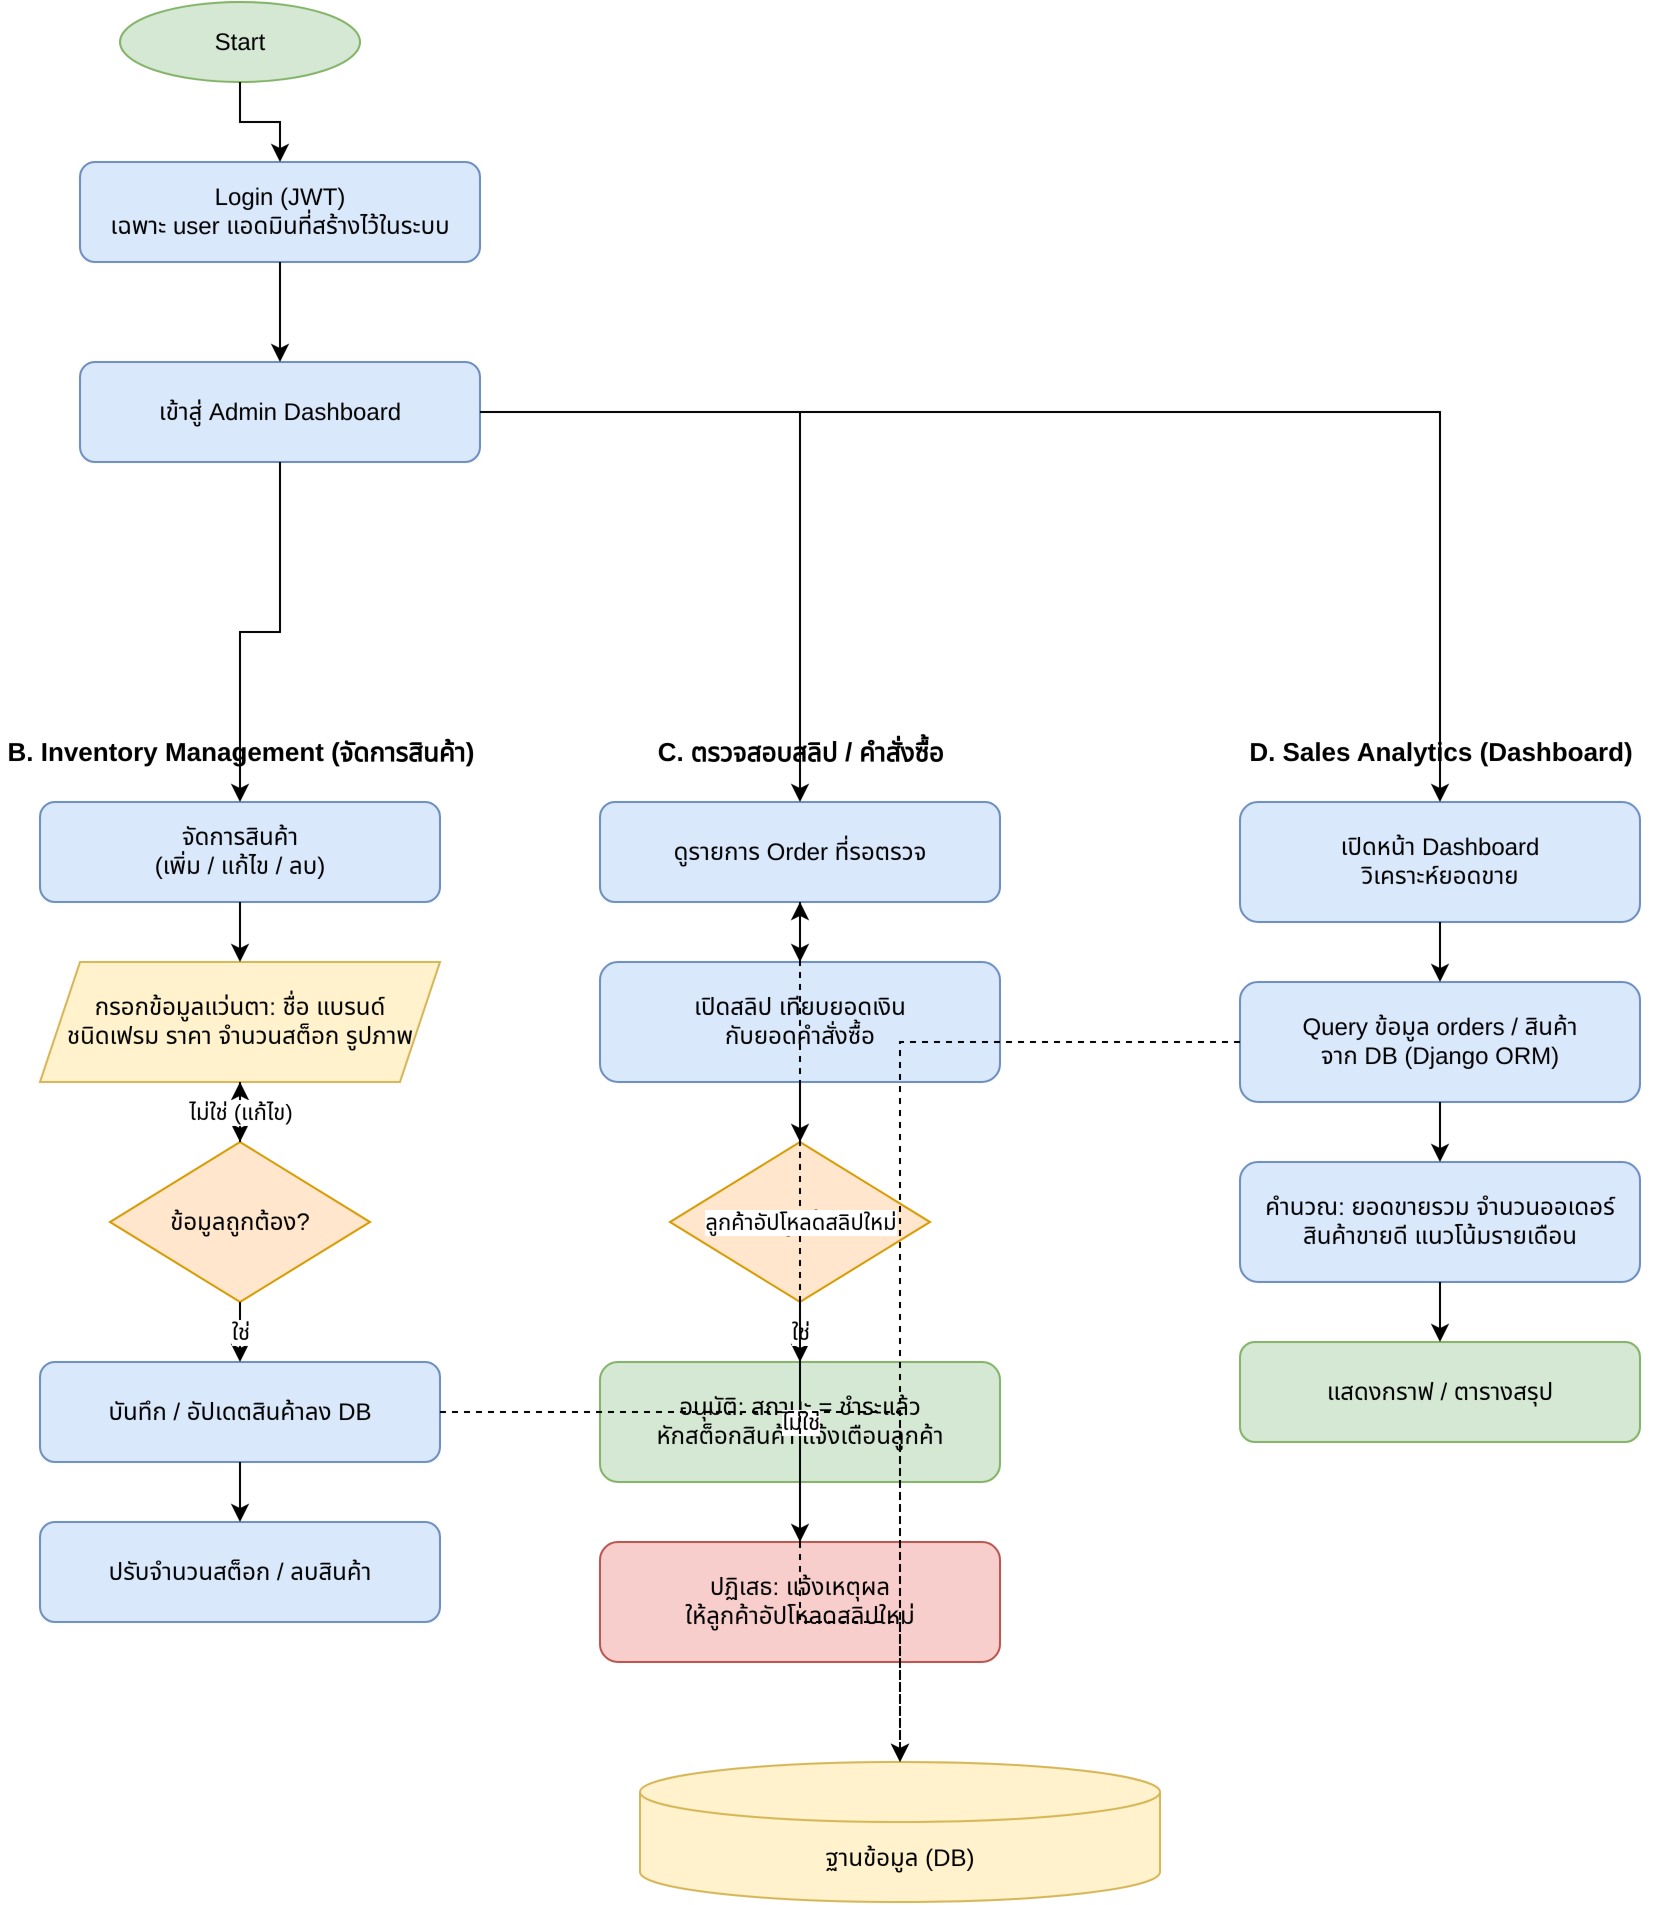 Start
Login (JWT)
เฉพาะ user แอดมินที่สร้างไว้ในระบบ
เข้าสู่ Admin Dashboard
B. Inventory Management (จัดการสินค้า)
จัดการสินค้า
(เพิ่ม / แก้ไข / ลบ)
กรอกข้อมูลแว่นตา: ชื่อ แบรนด์
ชนิดเฟรม ราคา จำนวนสต็อก รูปภาพ
ไม่ใช่ (แก้ไข)
ข้อมูลถูกต้อง?
ใช่
บันทึก / อัปเดตสินค้าลง DB
ปรับจำนวนสต็อก / ลบสินค้า
C. ตรวจสอบสลิป / คำสั่งซื้อ
ดูรายการ Order ที่รอตรวจ
เปิดสลิป เทียบยอดเงิน
กับยอดคำสั่งซื้อ
ลูกค้าอัปโหลดสลิปใหม่
ใช่
อนุมัติ: สถานะ = ชำระแล้ว
หักสต็อกสินค้า แจ้งเตือนลูกค้า
ไม่ใช่
ปฏิเสธ: แจ้งเหตุผล
ให้ลูกค้าอัปโหลดสลิปใหม่
D. Sales Analytics (Dashboard)
เปิดหน้า Dashboard
วิเคราะห์ยอดขาย
Query ข้อมูล orders / สินค้า
จาก DB (Django ORM)
คำนวณ: ยอดขายรวม จำนวนออเดอร์
สินค้าขายดี แนวโน้มรายเดือน
แสดงกราฟ / ตารางสรุป
ฐานข้อมูล (DB)